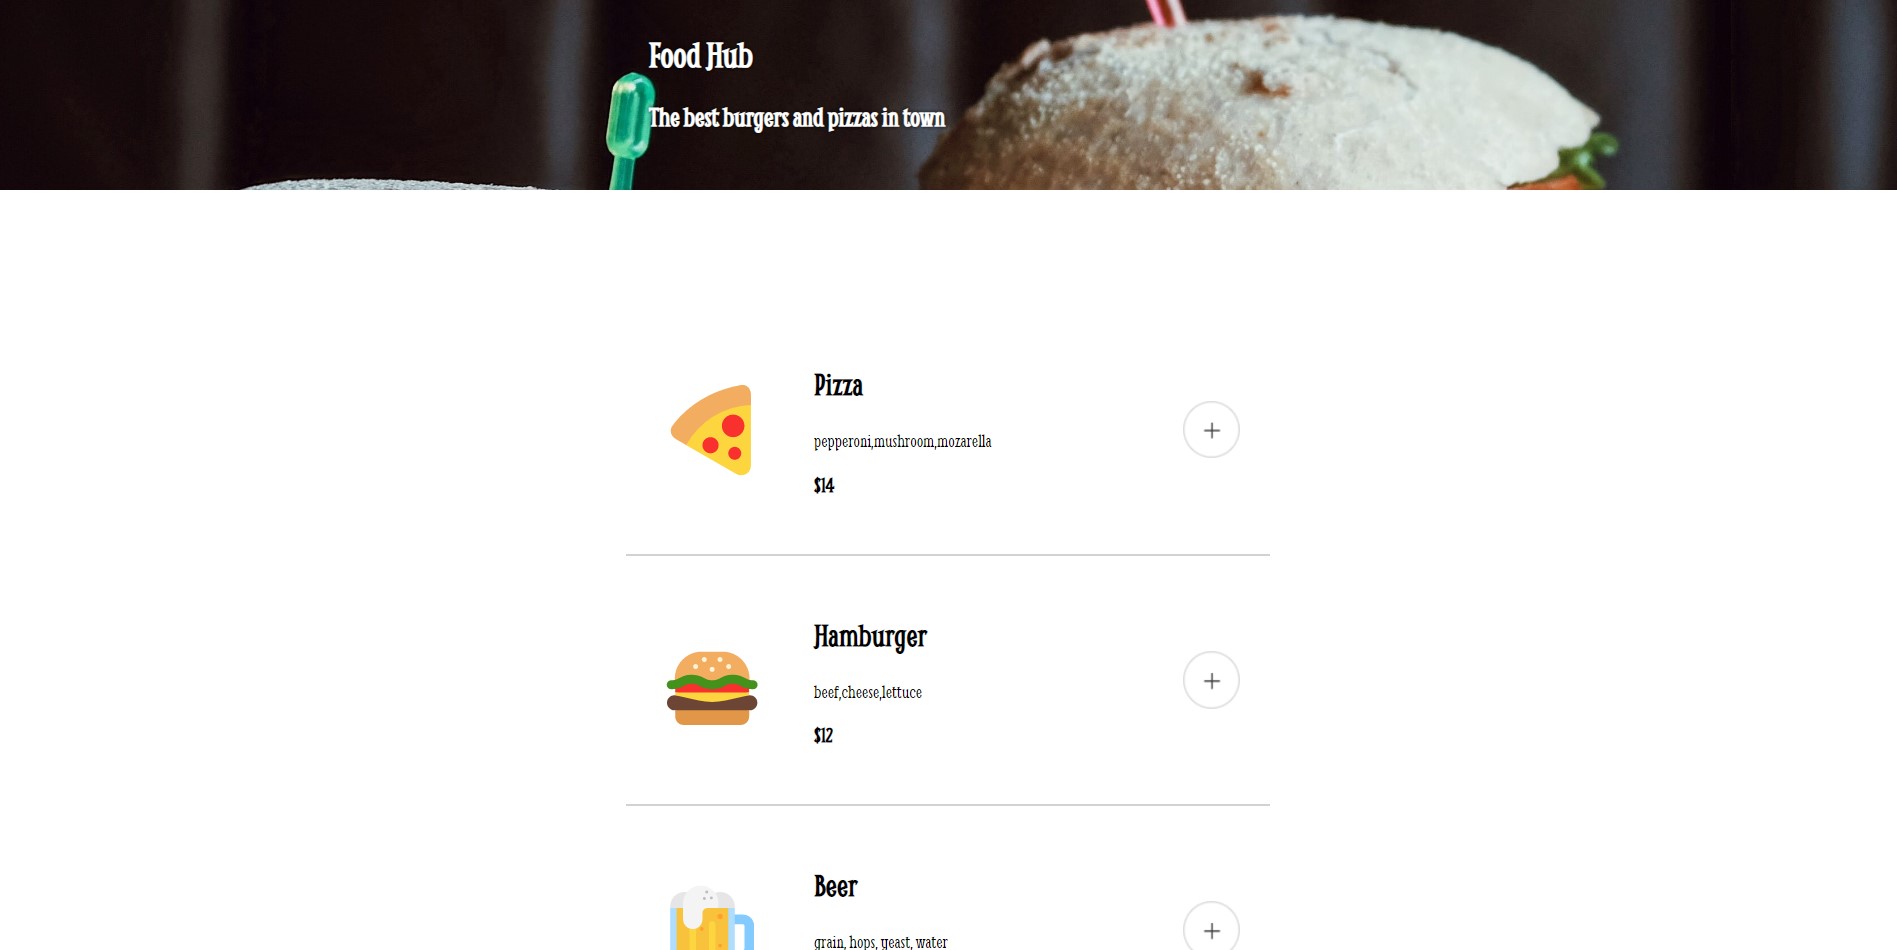 Food Hub
The best burgers and pizzas in town
Pizza
pepperoni,mushroom,mozarella
$14
Hamburger
beef,cheese,lettuce
$12
Beer
grain, hops, yeast, water